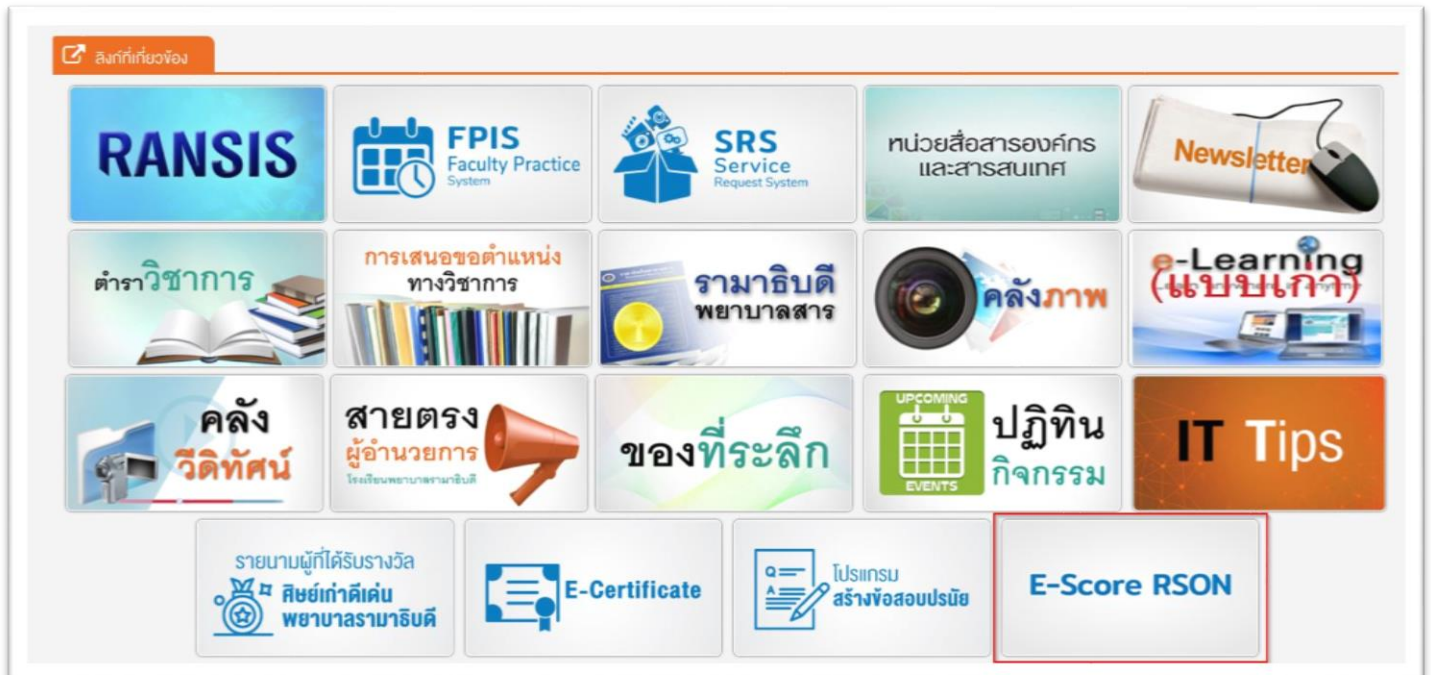 ลิงก์ที่เกี่ยวข้อง
RANSIS
FPIS
Faculty Practice
System
SRS
Service
Request System
หน่วยสื่อสารองค์กร
และสารสนเทศ
Newsletter
ตำราวิชาการ
การเสนอขอตำแหน่ง
ทางวิชาการ
รามาธิบดี
พยาบาลสาร
คลังภาพ
e-Learning
(แบบเก่า)
คลัง
วีดิทัศน์
สายตรง
ผู้อำนวยการ
โรงเรียนพยาบาลรามาธิบดี
ของที่ระลึก
UPCOMING
EVENTS
ปฏิทิน
กิจกรรม
IT Tips
รายนามผู้ที่ได้รับรางวัล
ศิษย์เก่าดีเด่น
พยาบาลรามาธิบดี
E-Certificate
Q
A
โปรแกรม
สร้างข้อสอบปรนัย
E-Score RSON